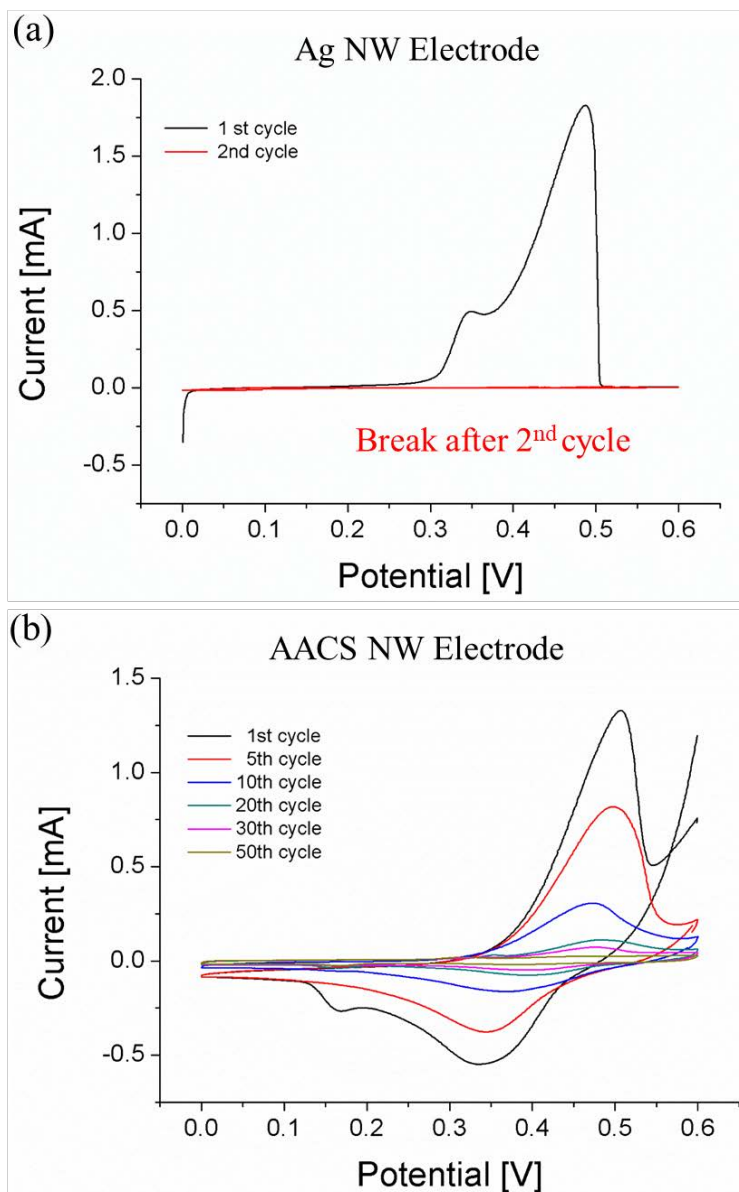 (a)
Ag NW Electrode
2.0
1 st cycle
2nd cycle
1.5
1.0
0.5
0.0
-0.5
Current [mA]
Break after 2nd cycle
0.0 0.1 0.2 0.3 0.4 0.5 0.6
Potential [V]
(b)
AACS NW Electrode
1.5
1st cycle
5th cycle
10th cycle
20th cycle
30th cycle
50th cycle
1.0
0.5
0.0
-0.5
Current [mA]
0.0 0.1 0.2 0.3 0.4 0.5 0.6
Potential [V]